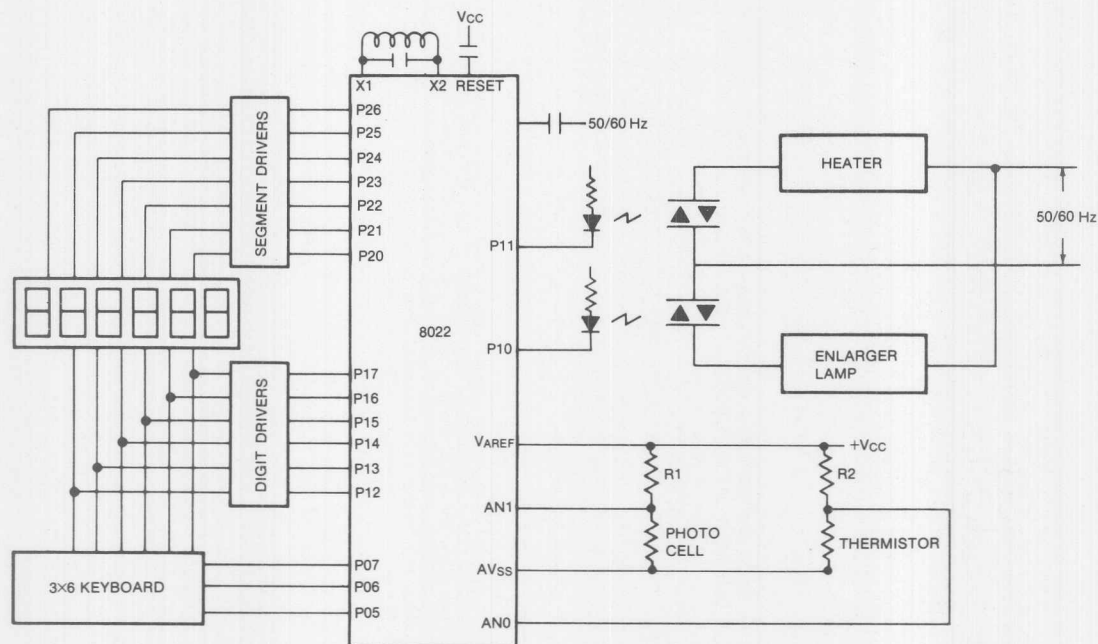 VCC
X1 X2 RESET
P26
P25
P24
P23
P22
P21
P20
SEGMENT DRIVERS
50/60 Hz
P11
P10
HEATER
50/60 Hz
ENLARGER
LAMP
8022
P17
P16
P15
P14
P13
P12
DIGIT DRIVERS
VAREF
+VCC
R1
R2
AN1
PHOTO
CELL
THERMISTOR
AVSS
AN0
3×6 KEYBOARD
P07
P06
P05